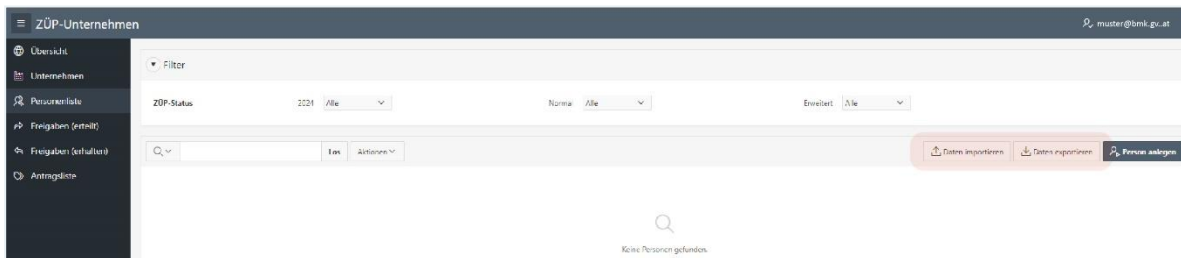 ZÜP-Unternehmen
muster@bmk.gv.at
Übersicht
Unternehmen
Personenliste
Freigaben (erteilt)
Freigaben (erhalten)
Antragsliste
Filter
ZÜP-Status 2024 Alle Normal Alle Erweitert Alle
Los Aktionen Daten importieren Daten exportieren Person anlegen
Keine Personen gefunden.